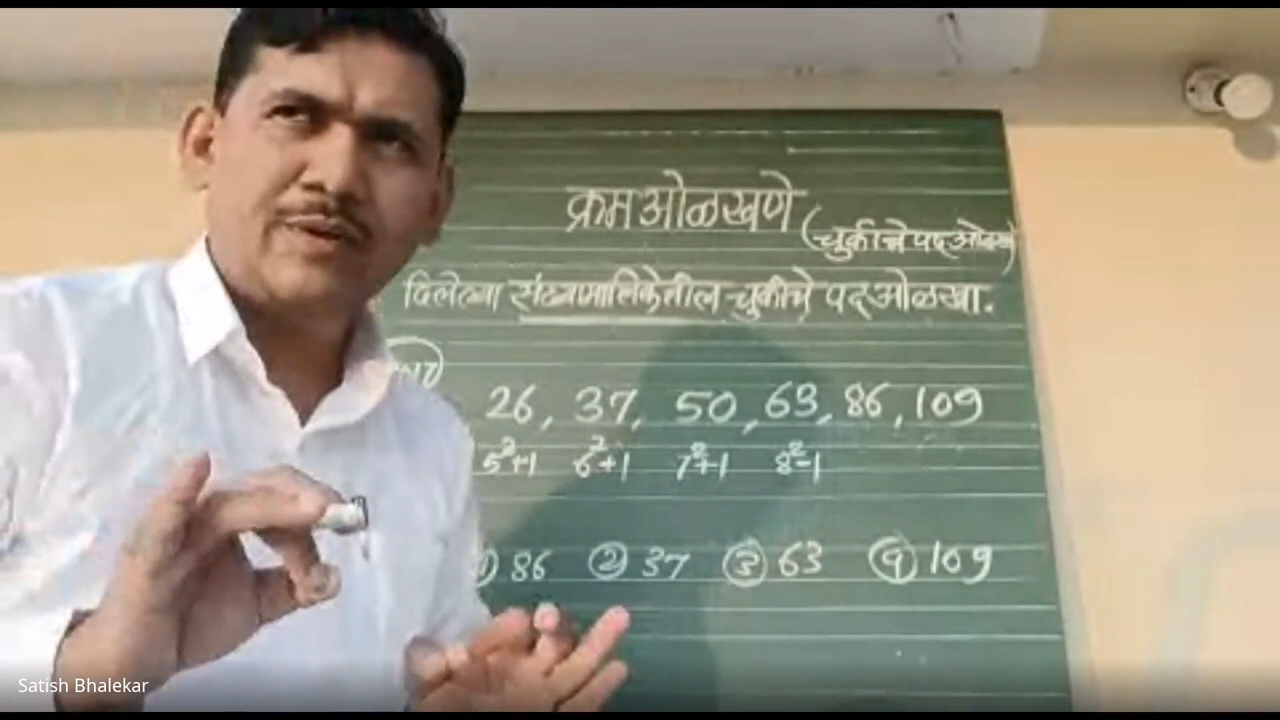 क्रम ओळखणे
(चुकीचे पद ओळखा)
दिलेल्या संख्यामालिकेतील चुकीचे पद ओळखा.
26, 37, 50, 63, 86, 109
5²+1 6²+1 7²+1 8²-1
1) 86 ② 37 ③ 63 ④ 109
Satish Bhalekar